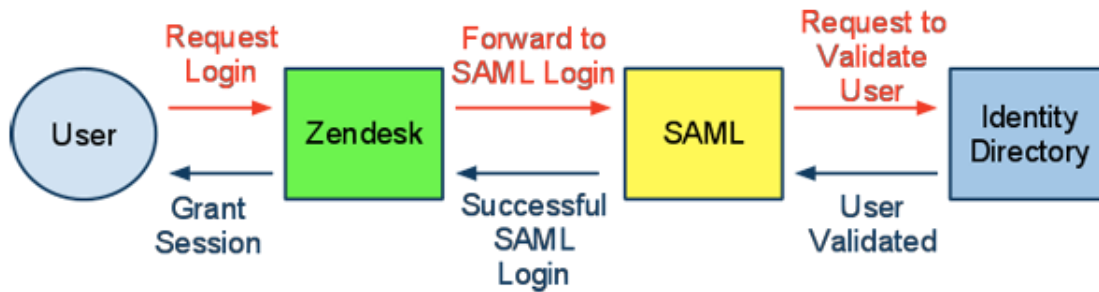 Request
Login
Forward to
SAML Login
Request to
Validate
User
User
Zendesk
SAML
Identity
Directory
Grant
Session
Successful
SAML
Login
User
Validated